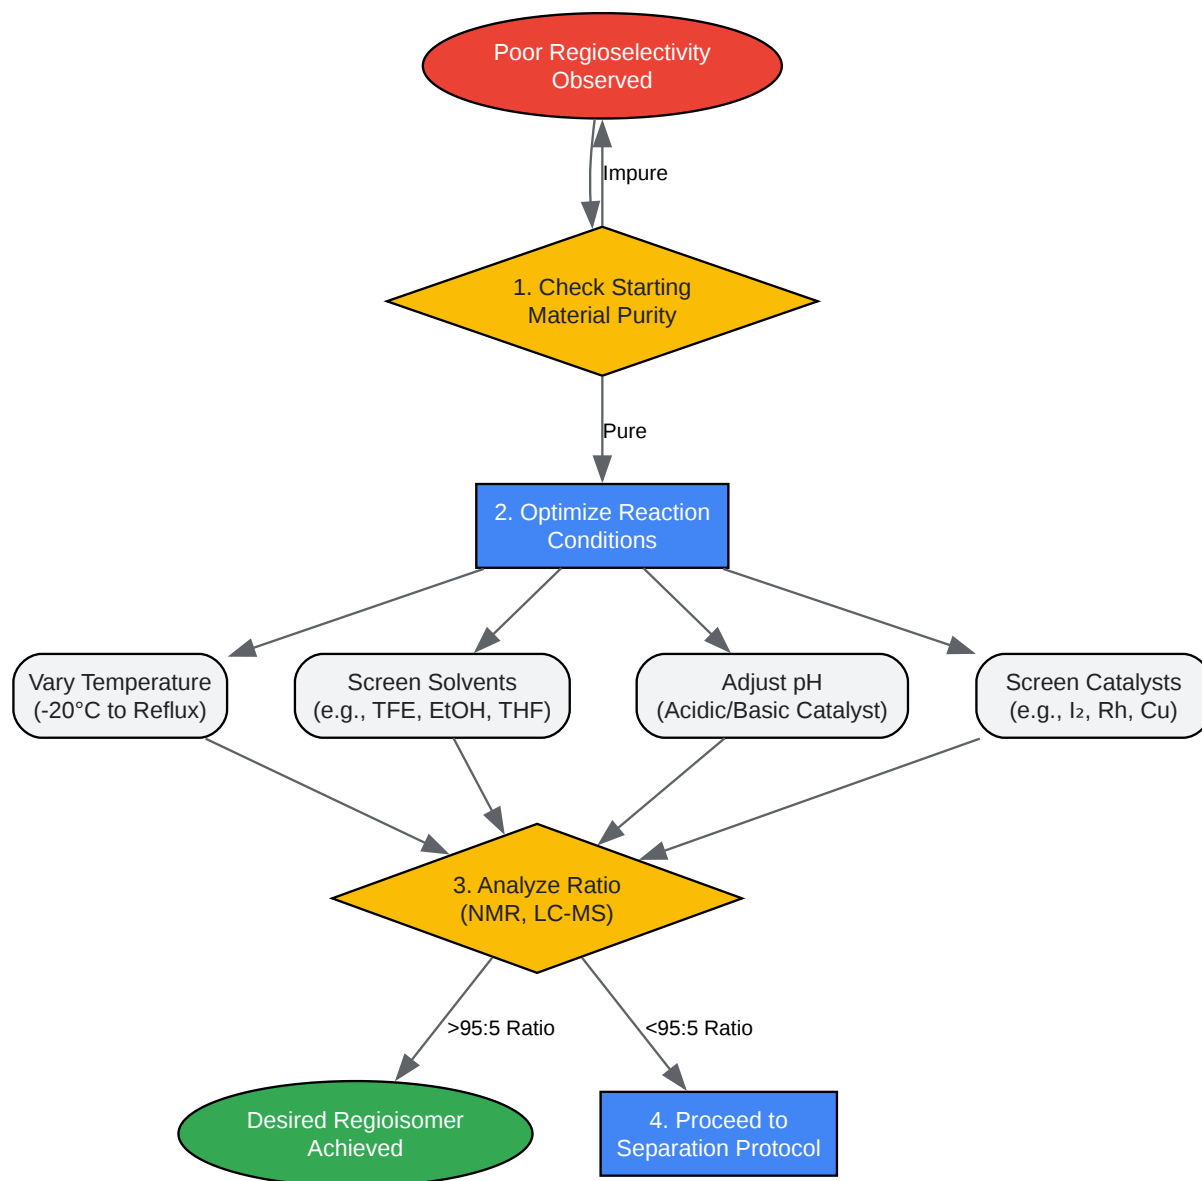 Poor Regioselectivity
Observed
Impure
1. Check Starting
Material Purity
Pure
2. Optimize Reaction
Conditions
Vary Temperature
(-20°C to Reflux)
Screen Solvents
(e.g., TFE, EtOH, THF)
Adjust pH
(Acidic/Basic Catalyst)
Screen Catalysts
(e.g., I₂, Rh, Cu)
3. Analyze Ratio
(NMR, LC-MS)
>95:5 Ratio
<95:5 Ratio
Desired Regioisomer
Achieved
4. Proceed to
Separation Protocol